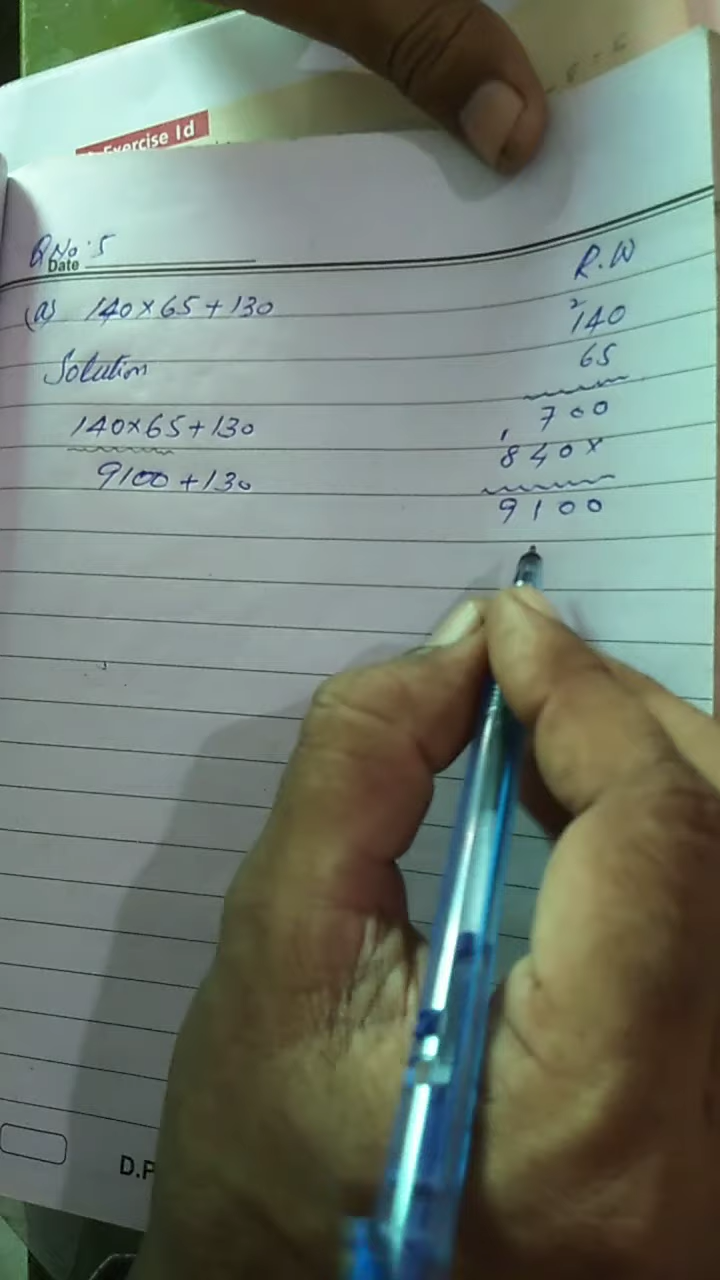 Exercise 1d
Q No: 5
Date
R.W
(a) 140×65+130
2
140
65
Solution
700
140×65+130
1
840×
9100+130
9100
D.P